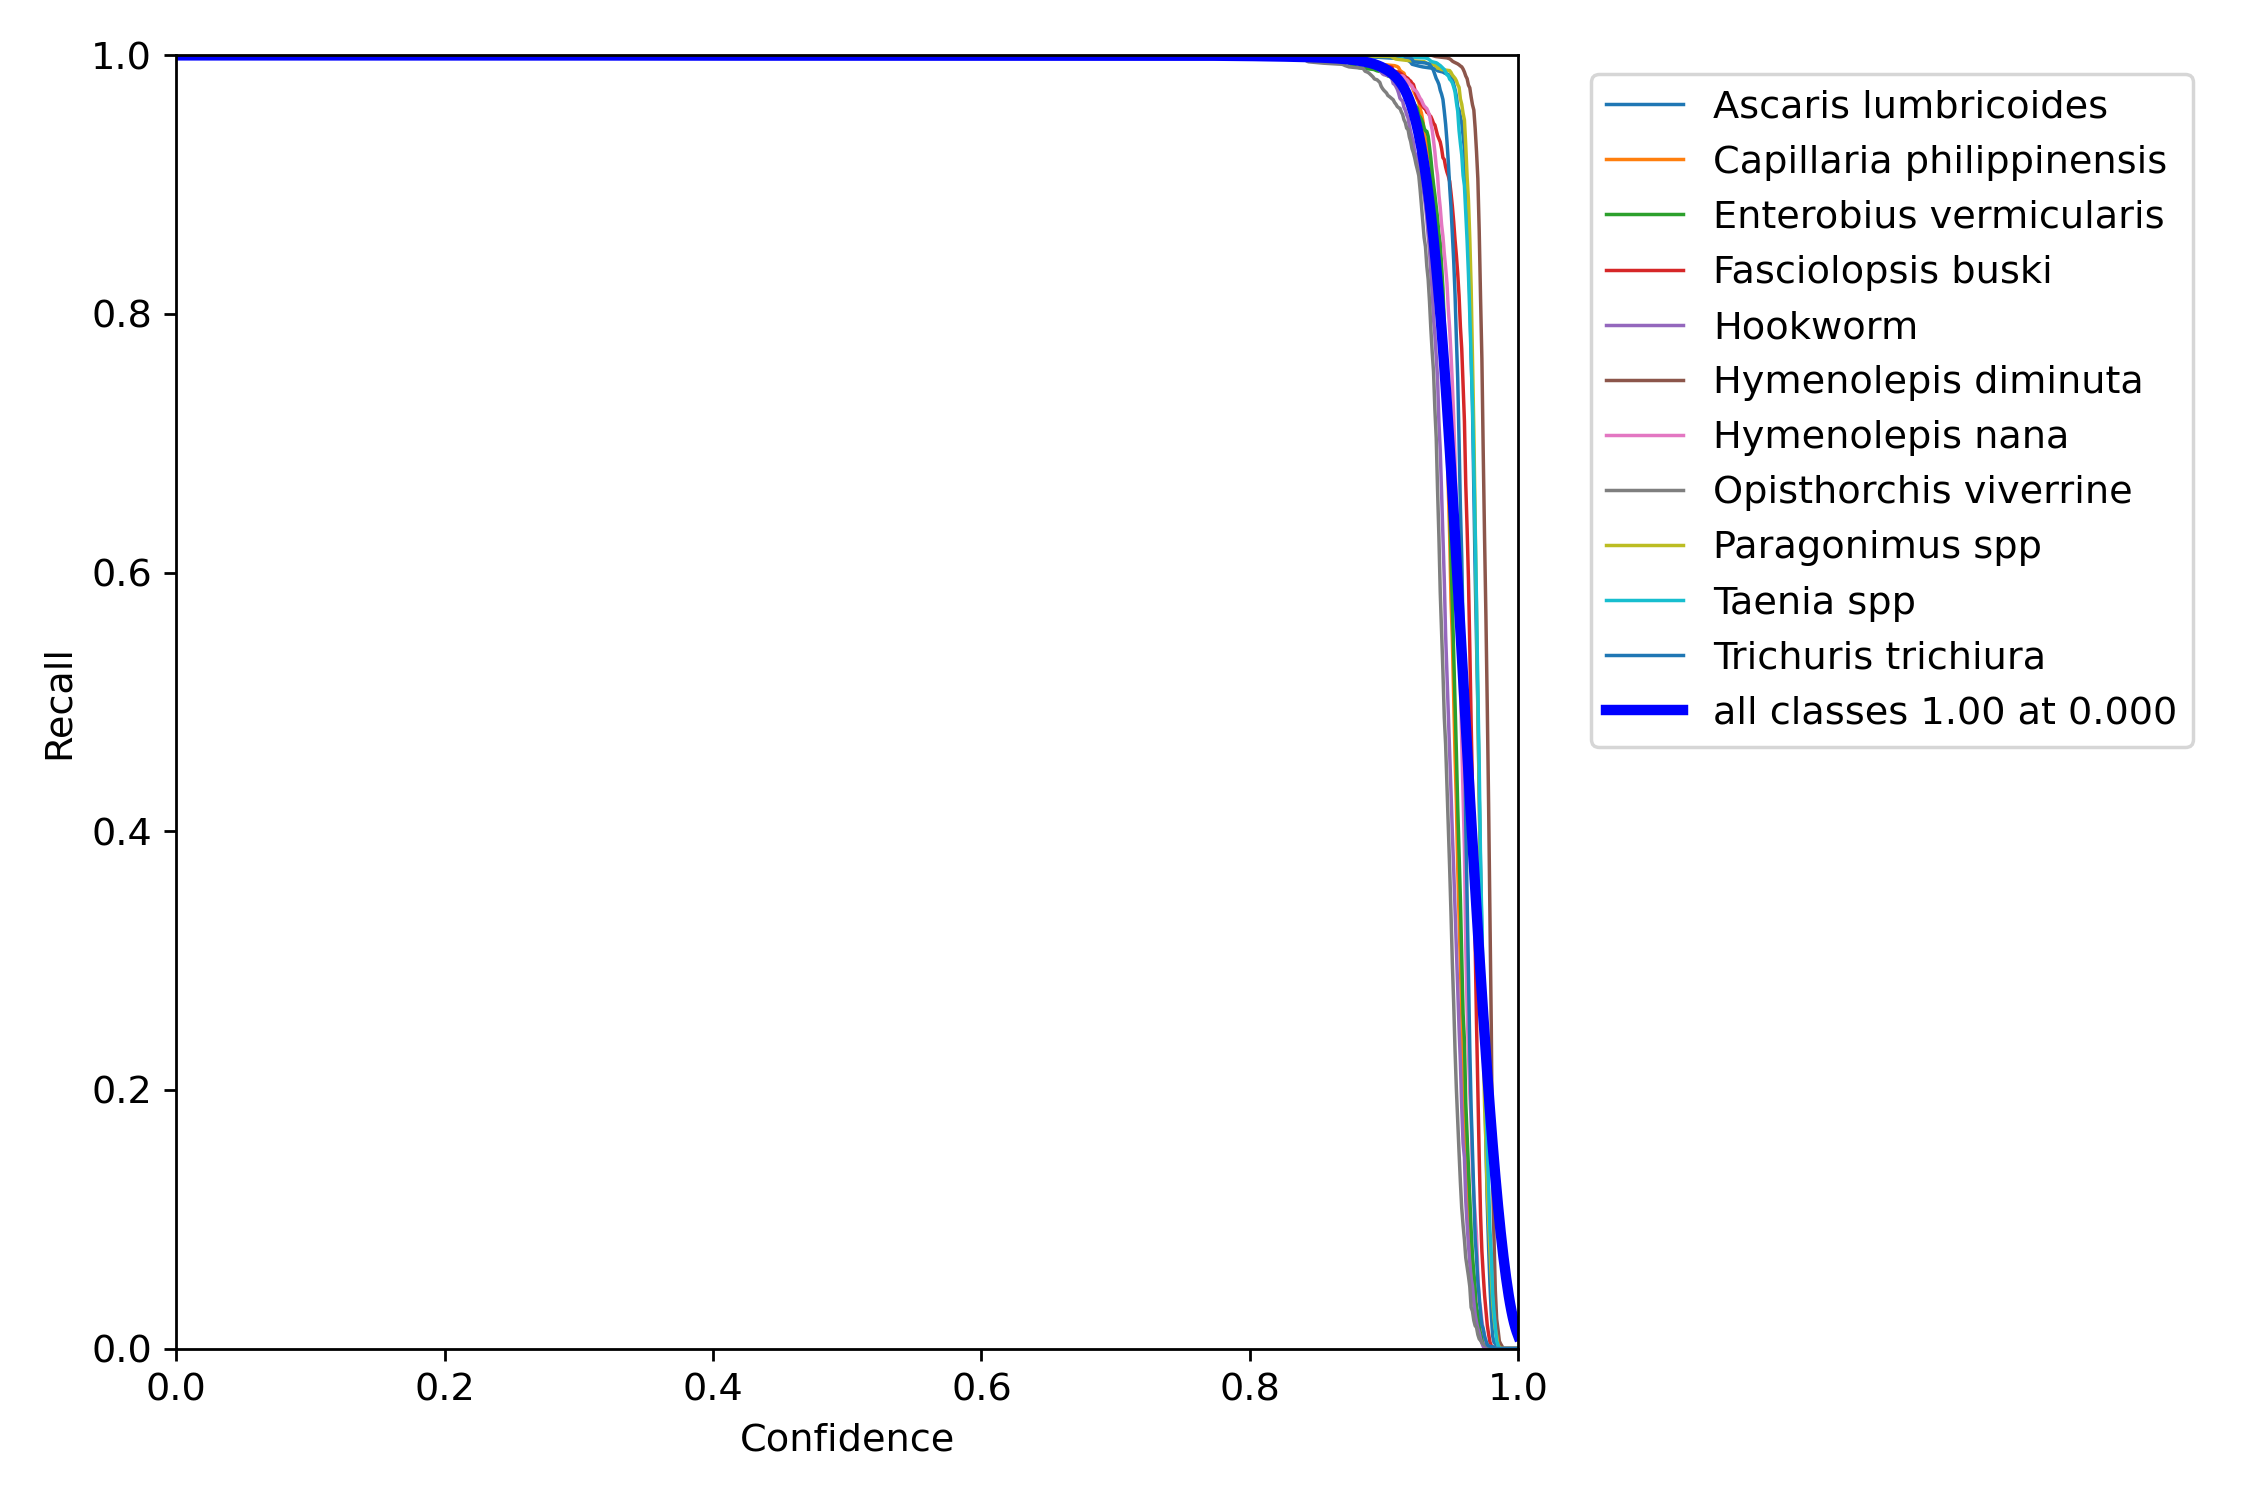 1.0
0.8
0.6
0.4
0.2
0.0
Recall
0.0 0.2 0.4 0.6 0.8 1.0
Confidence
Ascaris lumbricoides
Capillaria philippinensis
Enterobius vermicularis
Fasciolopsis buski
Hookworm
Hymenolepis diminuta
Hymenolepis nana
Opisthorchis viverrine
Paragonimus spp
Taenia spp
Trichuris trichiura
all classes 1.00 at 0.000